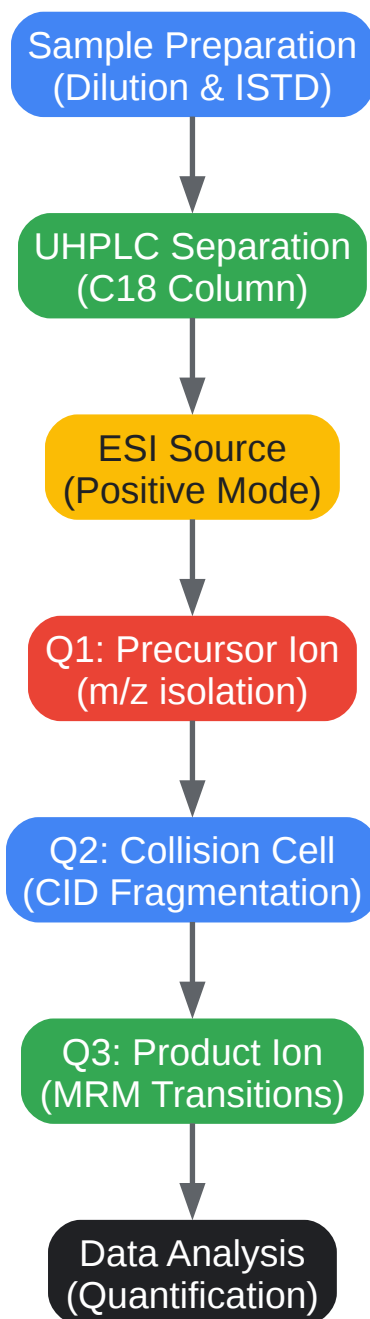 Sample Preparation
(Dilution & ISTD)
UHPLC Separation
(C18 Column)
ESI Source
(Positive Mode)
Q1: Precursor Ion
(m/z isolation)
Q2: Collision Cell
(CID Fragmentation)
Q3: Product Ion
(MRM Transitions)
Data Analysis
(Quantification)